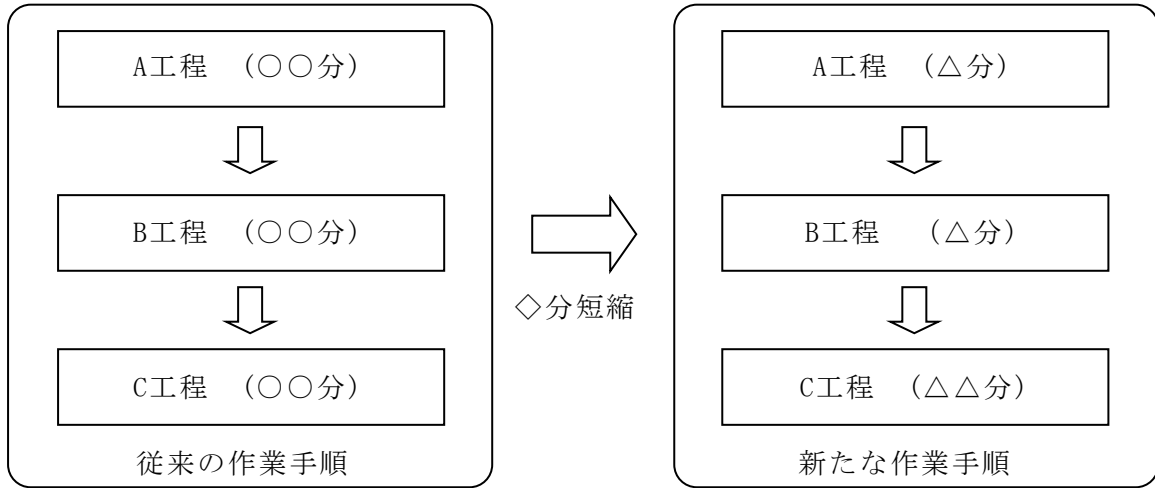 A工程 (○○分)
B工程 (○○分)
C工程 (○○分)
従来の作業手順
◇分短縮
A工程 (△分)
B工程 (△分)
C工程 (△△分)
新たな作業手順